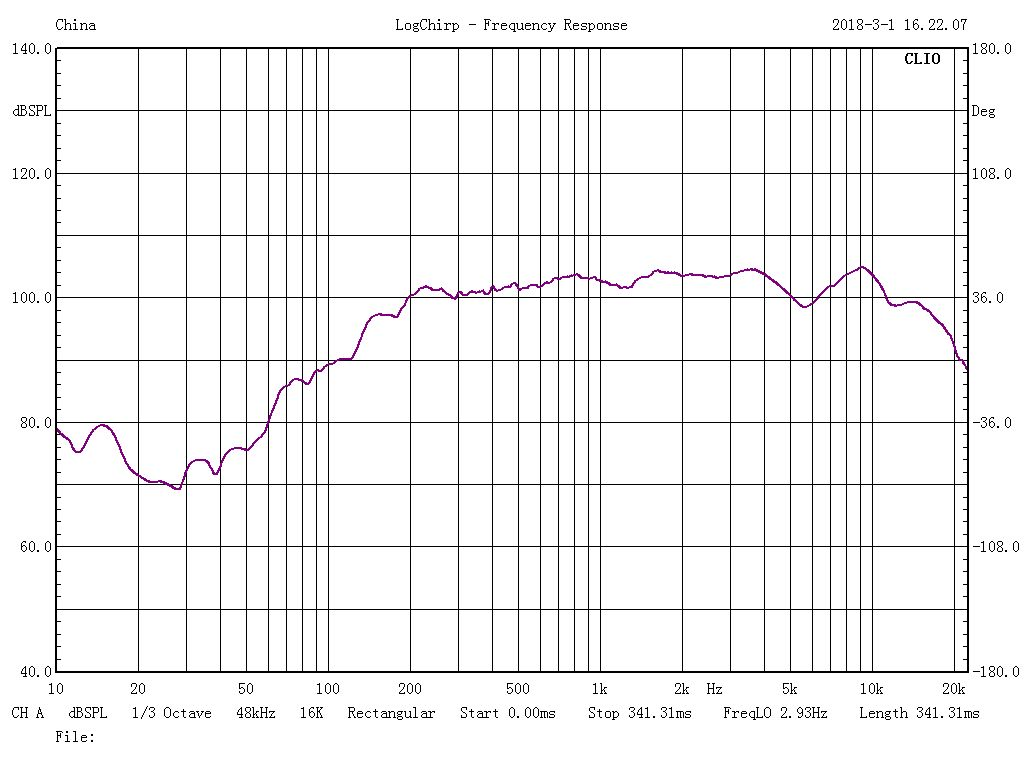 China LogChirp - Frequency Response 2018-3-1 16.22.07
140.0 180.0
CLIO
dBSPL Deg
120.0 108.0
100.0 36.0
80.0 -36.0
60.0 -108.0
40.0 -180.0
10 20 50 100 200 500 1k 2k Hz 5k 10k 20k
CH A dBSPL 1/3 Octave 48kHz 16K Rectangular Start 0.00ms Stop 341.31ms FreqLO 2.93Hz Length 341.31ms
File: